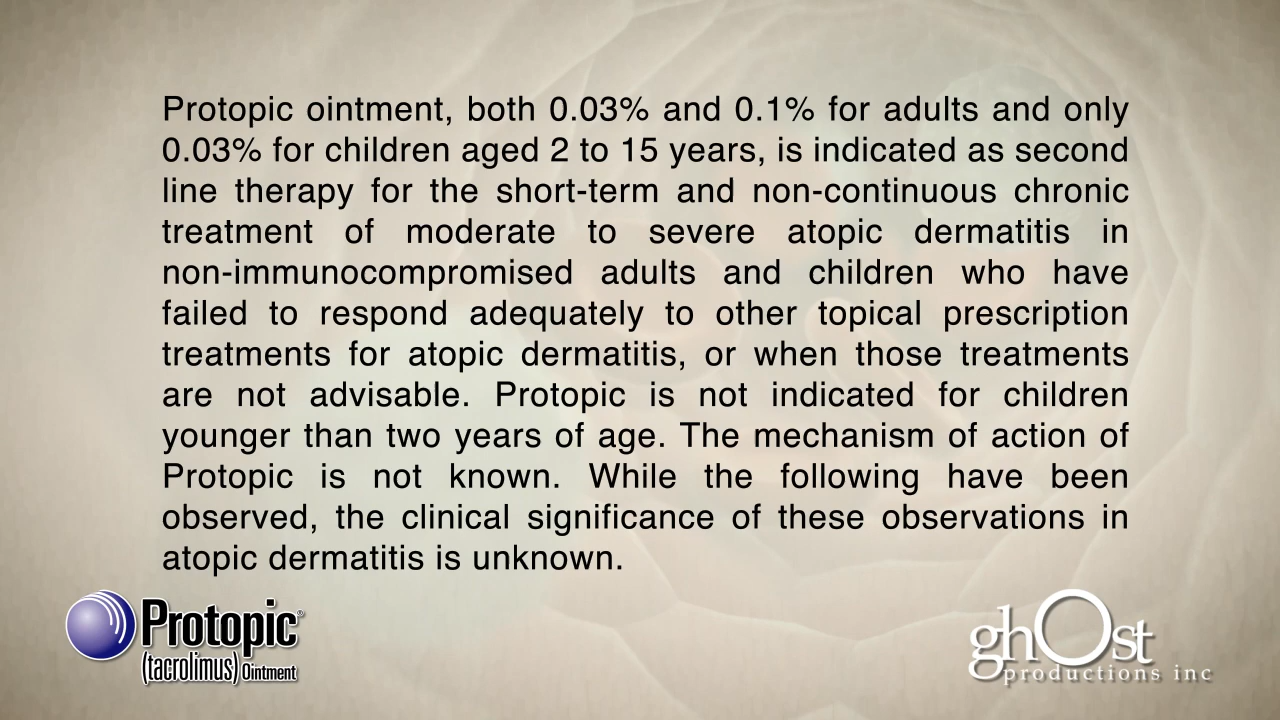 Protopic ointment, both 0.03% and 0.1% for adults and only
0.03% for children aged 2 to 15 years, is indicated as second
line therapy for the short-term and non-continuous chronic
treatment of moderate to severe atopic dermatitis in
non-immunocompromised adults and children who have
failed to respond adequately to other topical prescription
treatments for atopic dermatitis, or when those treatments
are not advisable. Protopic is not indicated for children
younger than two years of age. The mechanism of action of
Protopic is not known. While the following have been
observed, the clinical significance of these observations in
atopic dermatitis is unknown.
Protopic®
(tacrolimus) Ointment
ghOst
productions inc